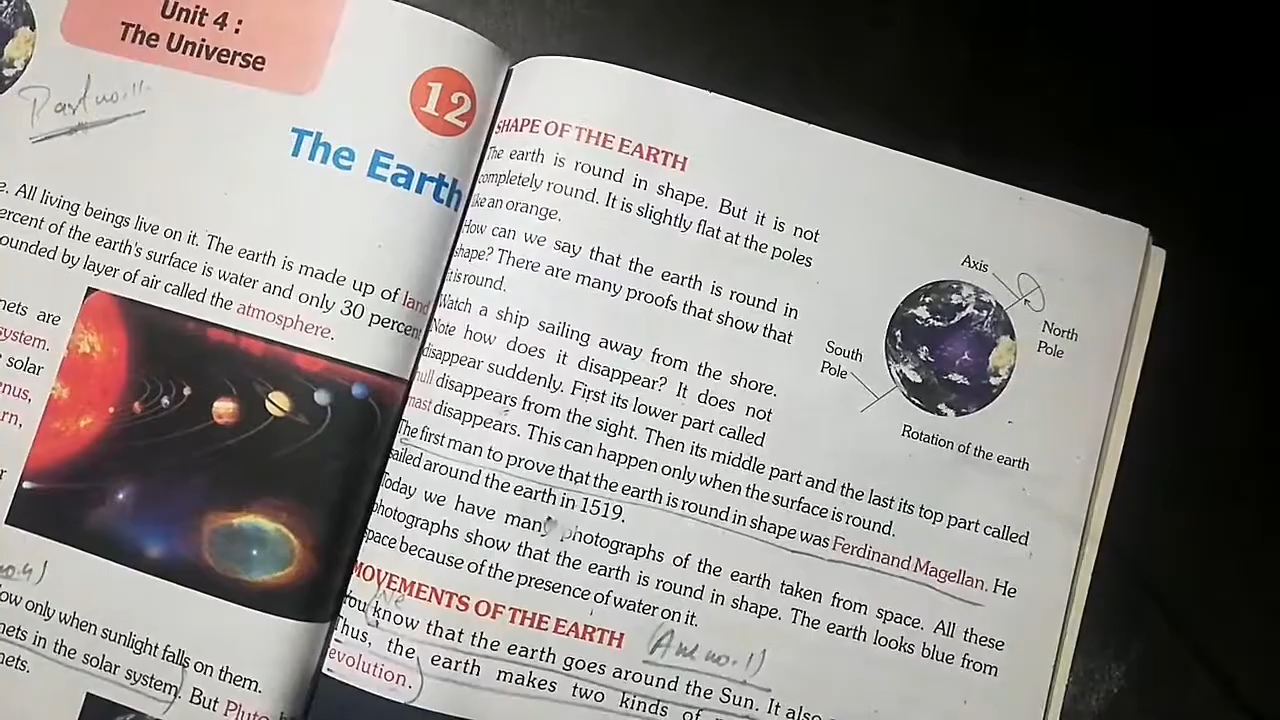 Unit 4 :
The Universe
12
The Earth
e. All living beings live on it. The earth is made up of land
ercent of the earth's surface is water and only 30 percent
ounded by layer of air called the atmosphere.
nets are
system.
solar
enus,
rn,
ow only when sunlight falls on them.
nets in the solar system. But Pluto
nets.
SHAPE OF THE EARTH
The earth is round in shape. But it is not
completely round. It is slightly flat at the poles
like an orange.
How can we say that the earth is round in
shape? There are many proofs that show that
it is round.
Watch a ship sailing away from the shore.
Note how does it disappear? It does not
disappear suddenly. First its lower part called
hull disappears from the sight. Then its middle part and the last its top part called
mast disappears. This can happen only when the surface is round.
The first man to prove that the earth is round in shape was Ferdinand Magellan. He
sailed around the earth in 1519.
Today we have many photographs of the earth taken from space. All these
photographs show that the earth is round in shape. The earth looks blue from
space because of the presence of water on it.
Axis
North
Pole
South
Pole
Rotation of the earth
MOVEMENTS OF THE EARTH
(Ans no.1)
We
You know that the earth goes around the Sun. It also
Thus, the earth makes two kinds of
evolution.